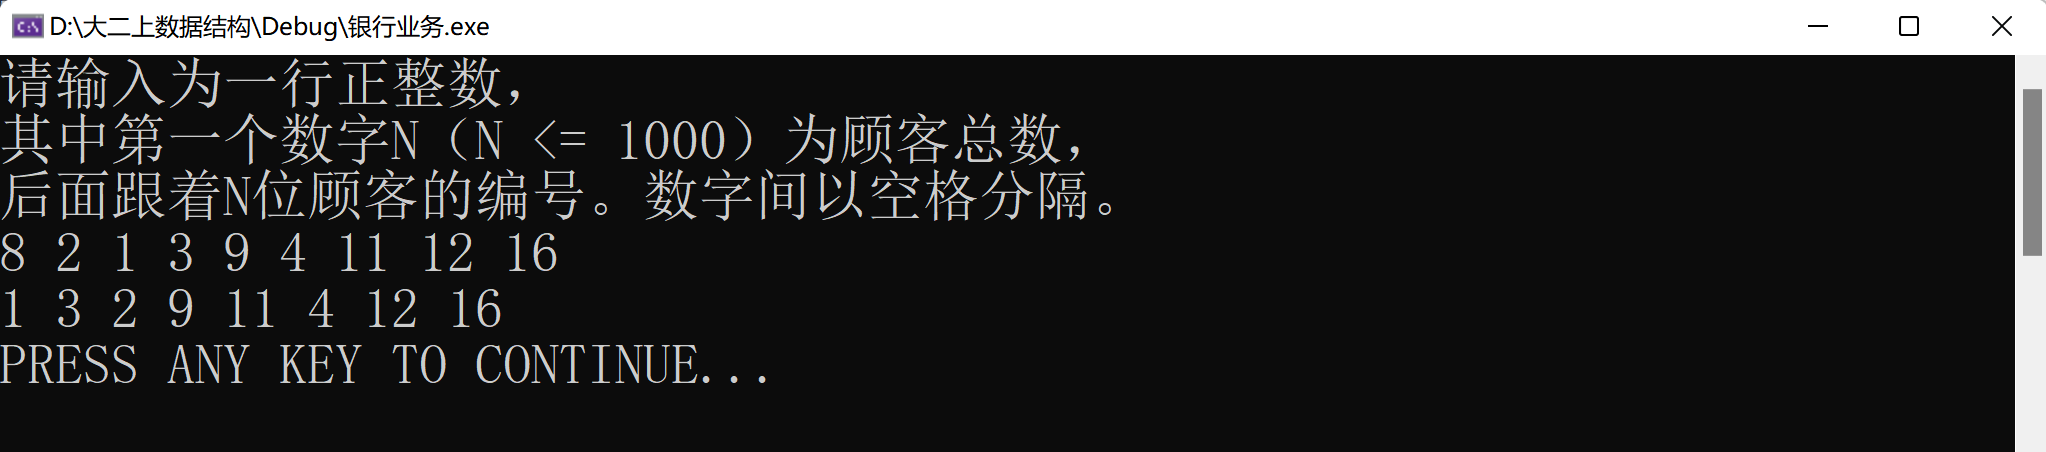 D:\大二上数据结构\Debug\银行业务.exe
请输入为一行正整数，
其中第一个数字N（N <= 1000）为顾客总数，
后面跟着N位顾客的编号。数字间以空格分隔。
8 2 1 3 9 4 11 12 16
1 3 2 9 11 4 12 16
PRESS ANY KEY TO CONTINUE...